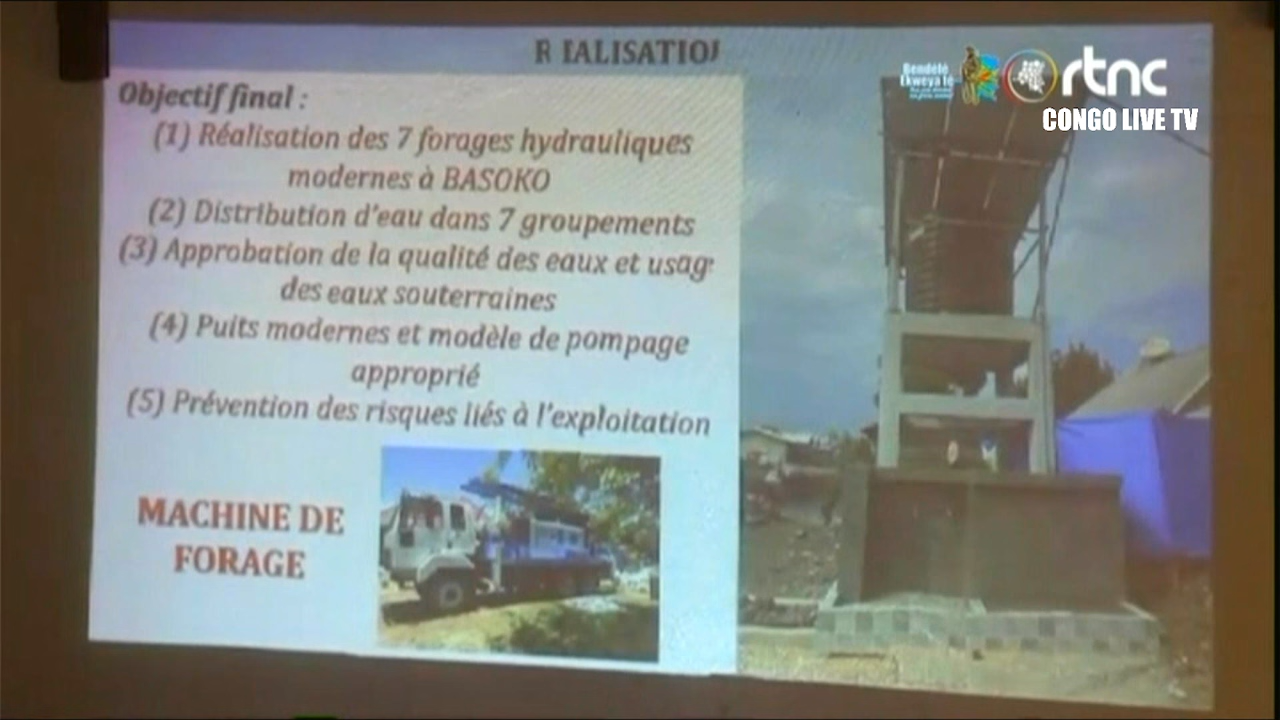 RÉALISATION
rtnc
CONGO LIVE TV
Objectif final :
(1) Réalisation des 7 forages hydrauliques
modernes à BASOKO
(2) Distribution d'eau dans 7 groupements
(3) Approbation de la qualité des eaux et usag
des eaux souterraines
(4) Puits modernes et modèle de pompage
approprié
(5) Prévention des risques liés à l'exploitation
MACHINE DE
FORAGE